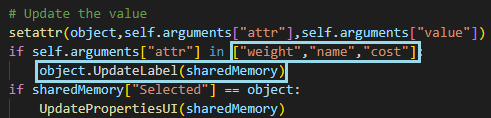 # Update the value
setattr(object,self.arguments["attr"],self.arguments["value"])
if self.arguments["attr"] in ["weight","name","cost"]:
    object.UpdateLabel(sharedMemory)
if sharedMemory["Selected"] == object:
    UpdatePropertiesUI(sharedMemory)